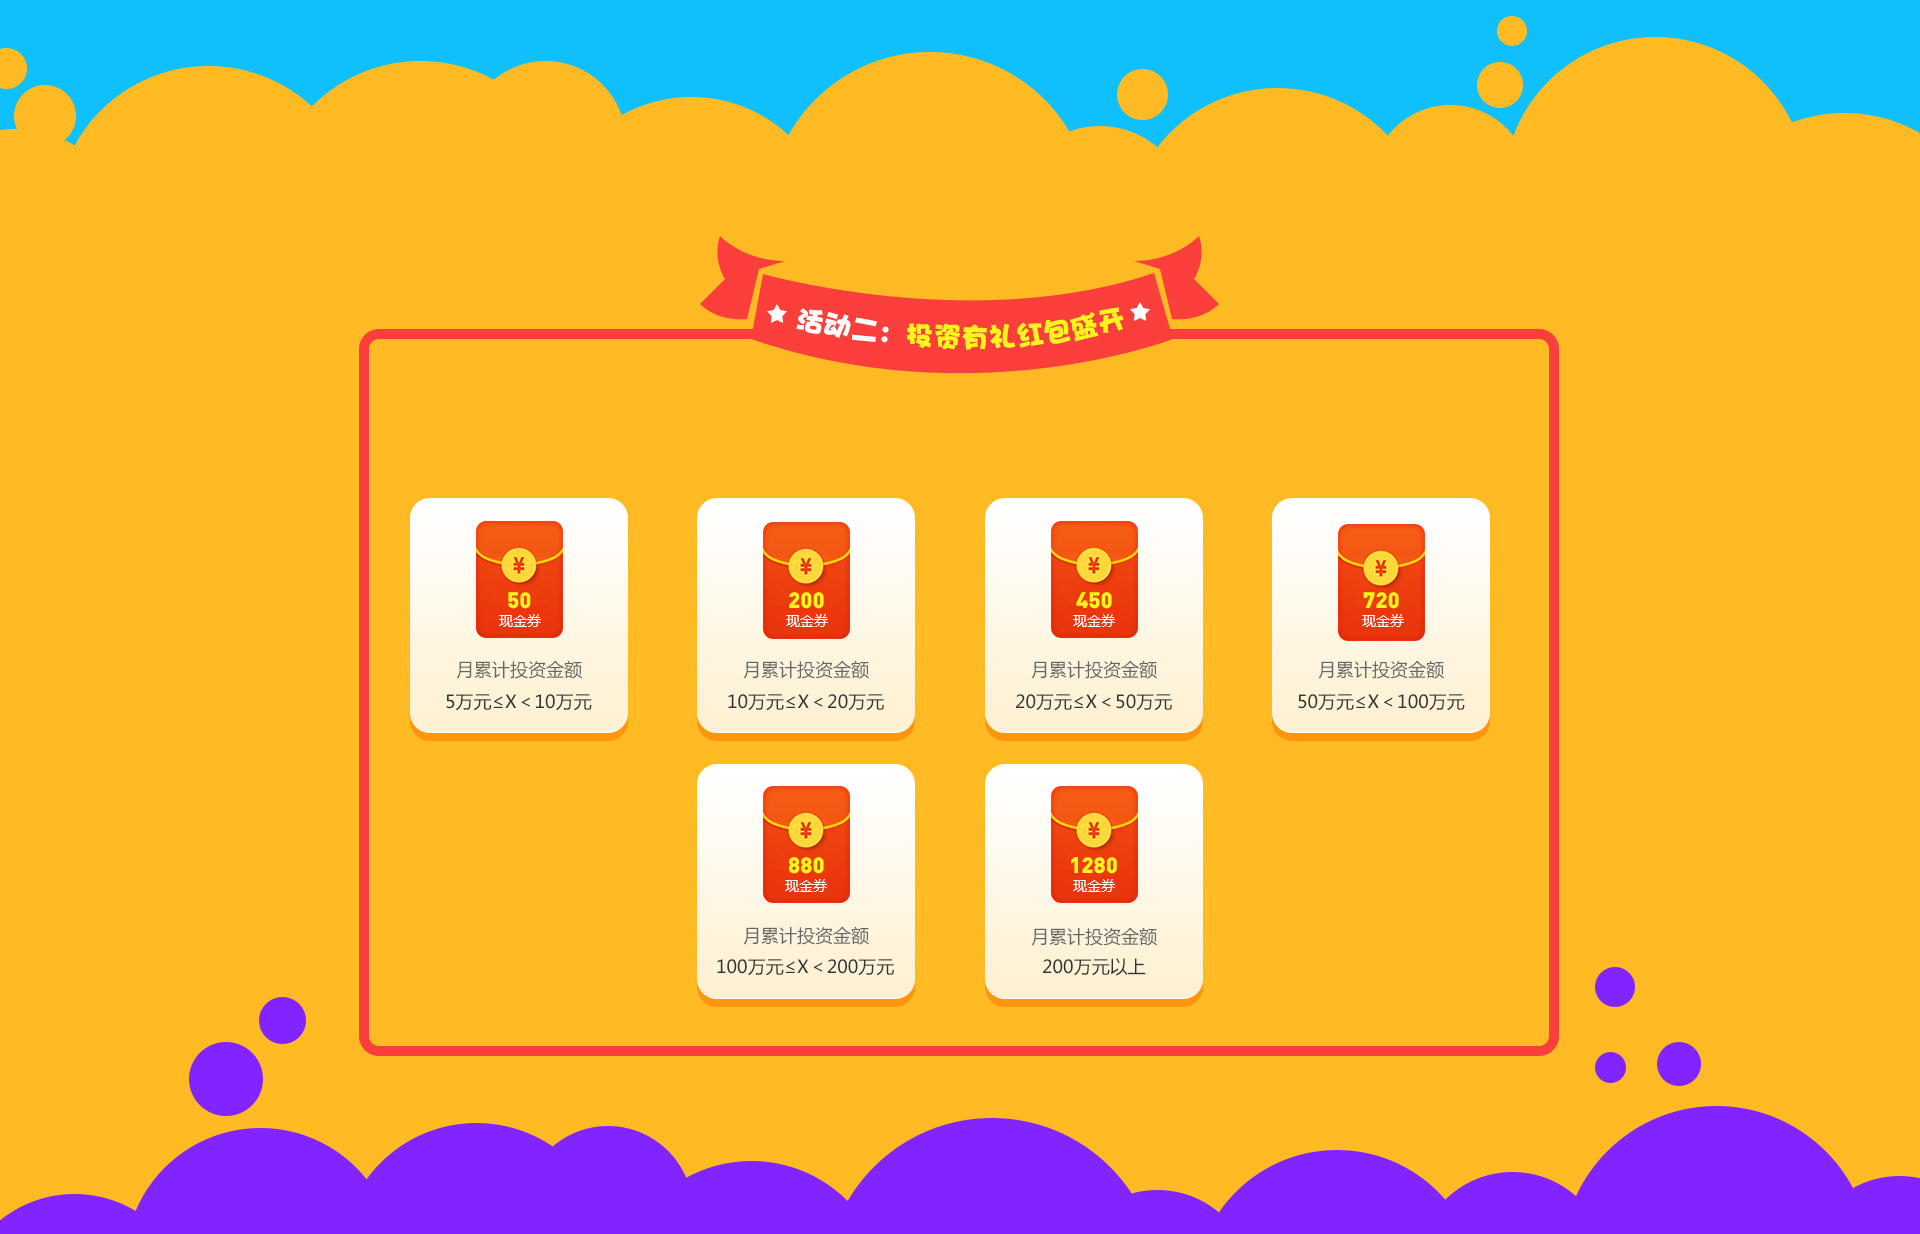 活动二：投资有礼红包盛开
¥
50
现金券
月累计投资金额
5万元≤X＜10万元
¥
200
现金券
月累计投资金额
10万元≤X＜20万元
¥
450
现金券
月累计投资金额
20万元≤X＜50万元
¥
720
现金券
月累计投资金额
50万元≤X＜100万元
¥
880
现金券
月累计投资金额
100万元≤X＜200万元
¥
1280
现金券
月累计投资金额
200万元以上